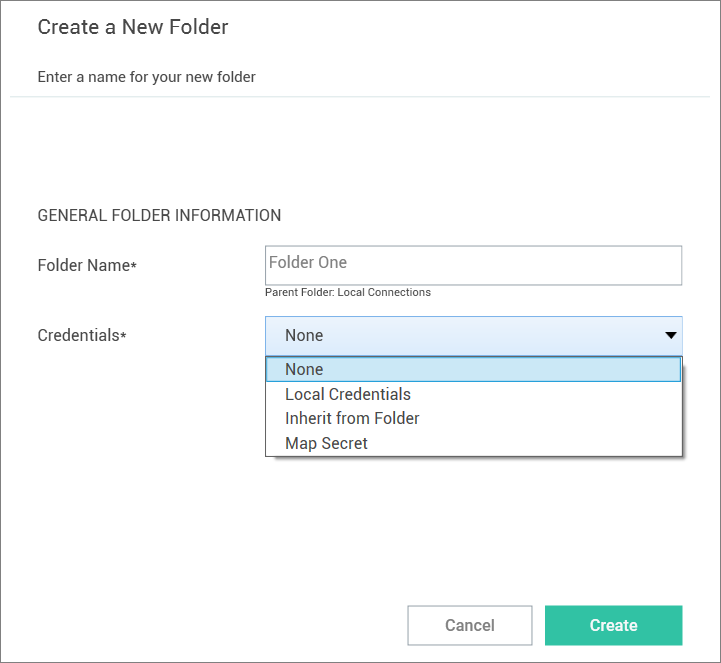 Create a New Folder
Enter a name for your new folder
GENERAL FOLDER INFORMATION
Folder Name*
Folder One
Parent Folder: Local Connections
Credentials*
None
None
Local Credentials
Inherit from Folder
Map Secret
Cancel
Create